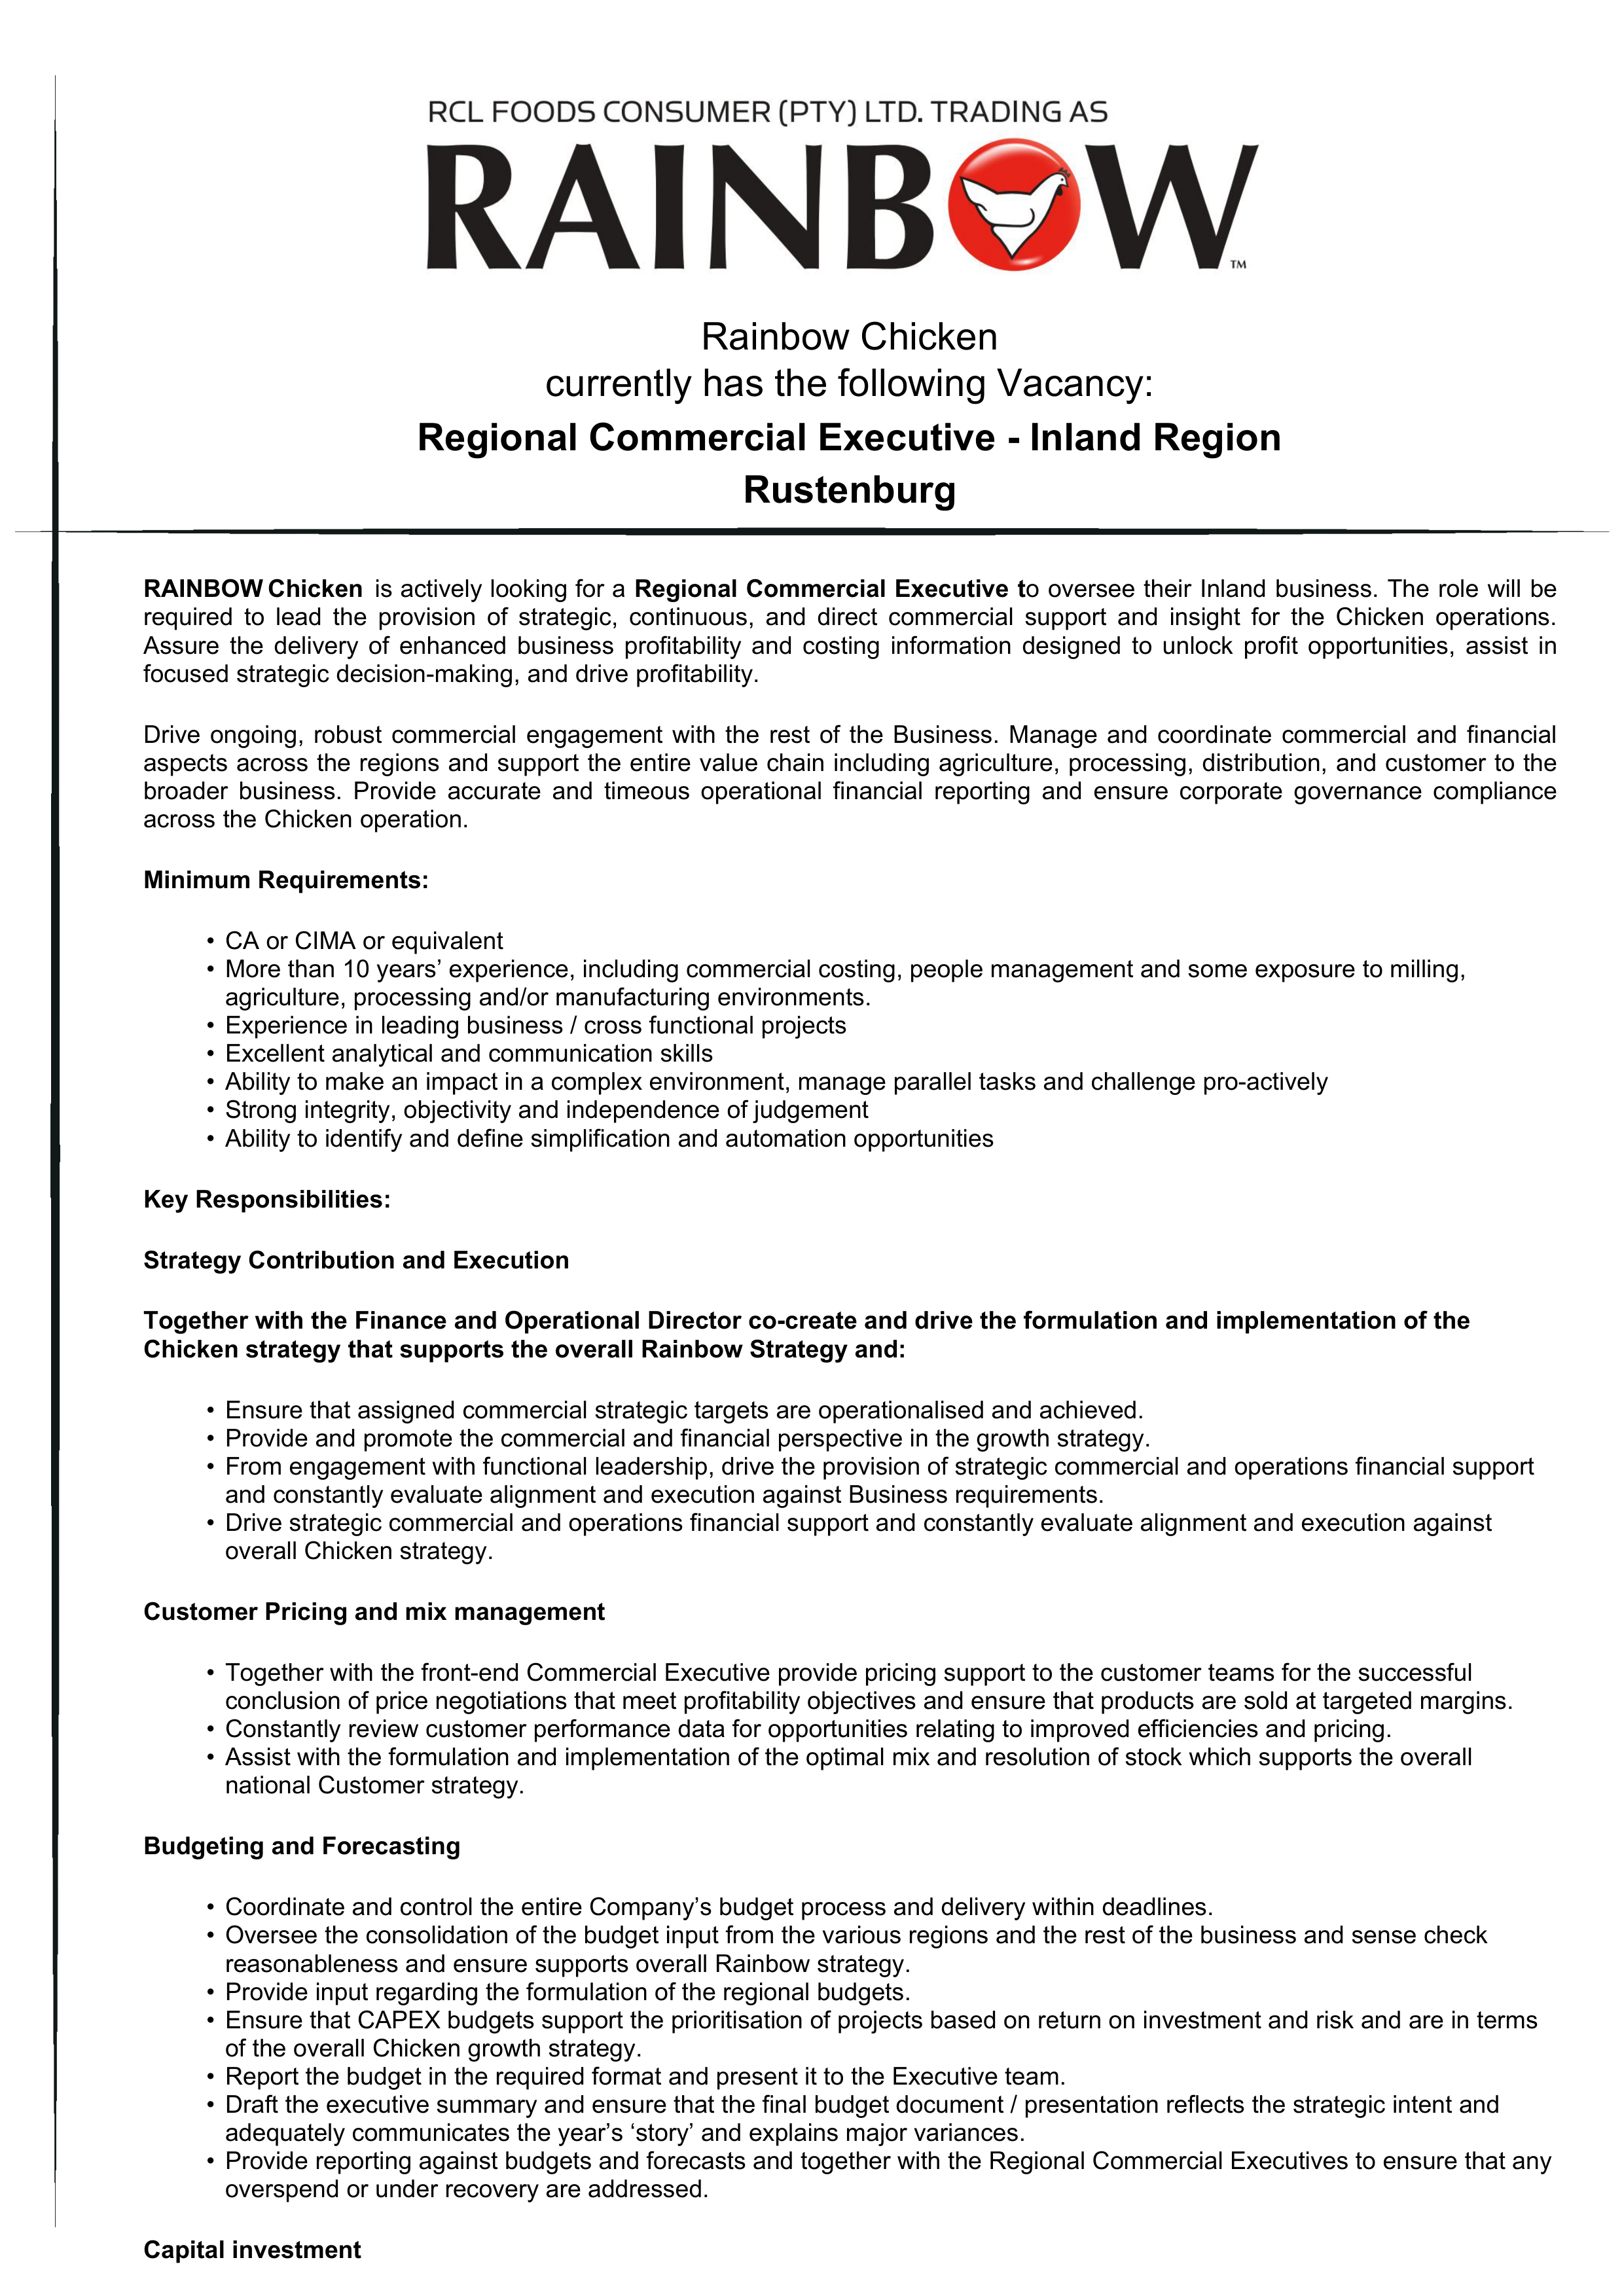 RCL FOODS CONSUMER (PTY) LTD. TRADING AS
RAINBOW
TM
Rainbow Chicken
currently has the following Vacancy:
Regional Commercial Executive - Inland Region
Rustenburg
RAINBOW Chicken is actively looking for a Regional Commercial Executive to oversee their Inland business. The role will be
required to lead the provision of strategic, continuous, and direct commercial support and insight for the Chicken operations.
Assure the delivery of enhanced business profitability and costing information designed to unlock profit opportunities, assist in
focused strategic decision-making, and drive profitability.
Drive ongoing, robust commercial engagement with the rest of the Business. Manage and coordinate commercial and financial
aspects across the regions and support the entire value chain including agriculture, processing, distribution, and customer to the
broader business. Provide accurate and timeous operational financial reporting and ensure corporate governance compliance
across the Chicken operation.
Minimum Requirements:
• CA or CIMA or equivalent
• More than 10 years’ experience, including commercial costing, people management and some exposure to milling,
agriculture, processing and/or manufacturing environments.
• Experience in leading business / cross functional projects
• Excellent analytical and communication skills
• Ability to make an impact in a complex environment, manage parallel tasks and challenge pro-actively
• Strong integrity, objectivity and independence of judgement
• Ability to identify and define simplification and automation opportunities
Key Responsibilities:
Strategy Contribution and Execution
Together with the Finance and Operational Director co-create and drive the formulation and implementation of the
Chicken strategy that supports the overall Rainbow Strategy and:
• Ensure that assigned commercial strategic targets are operationalised and achieved.
• Provide and promote the commercial and financial perspective in the growth strategy.
• From engagement with functional leadership, drive the provision of strategic commercial and operations financial support
and constantly evaluate alignment and execution against Business requirements.
• Drive strategic commercial and operations financial support and constantly evaluate alignment and execution against
overall Chicken strategy.
Customer Pricing and mix management
• Together with the front-end Commercial Executive provide pricing support to the customer teams for the successful
conclusion of price negotiations that meet profitability objectives and ensure that products are sold at targeted margins.
• Constantly review customer performance data for opportunities relating to improved efficiencies and pricing.
• Assist with the formulation and implementation of the optimal mix and resolution of stock which supports the overall
national Customer strategy.
Budgeting and Forecasting
• Coordinate and control the entire Company’s budget process and delivery within deadlines.
• Oversee the consolidation of the budget input from the various regions and the rest of the business and sense check
reasonableness and ensure supports overall Rainbow strategy.
• Provide input regarding the formulation of the regional budgets.
• Ensure that CAPEX budgets support the prioritisation of projects based on return on investment and risk and are in terms
of the overall Chicken growth strategy.
• Report the budget in the required format and present it to the Executive team.
• Draft the executive summary and ensure that the final budget document / presentation reflects the strategic intent and
adequately communicates the year’s ‘story’ and explains major variances.
• Provide reporting against budgets and forecasts and together with the Regional Commercial Executives to ensure that any
overspend or under recovery are addressed.
Capital investment